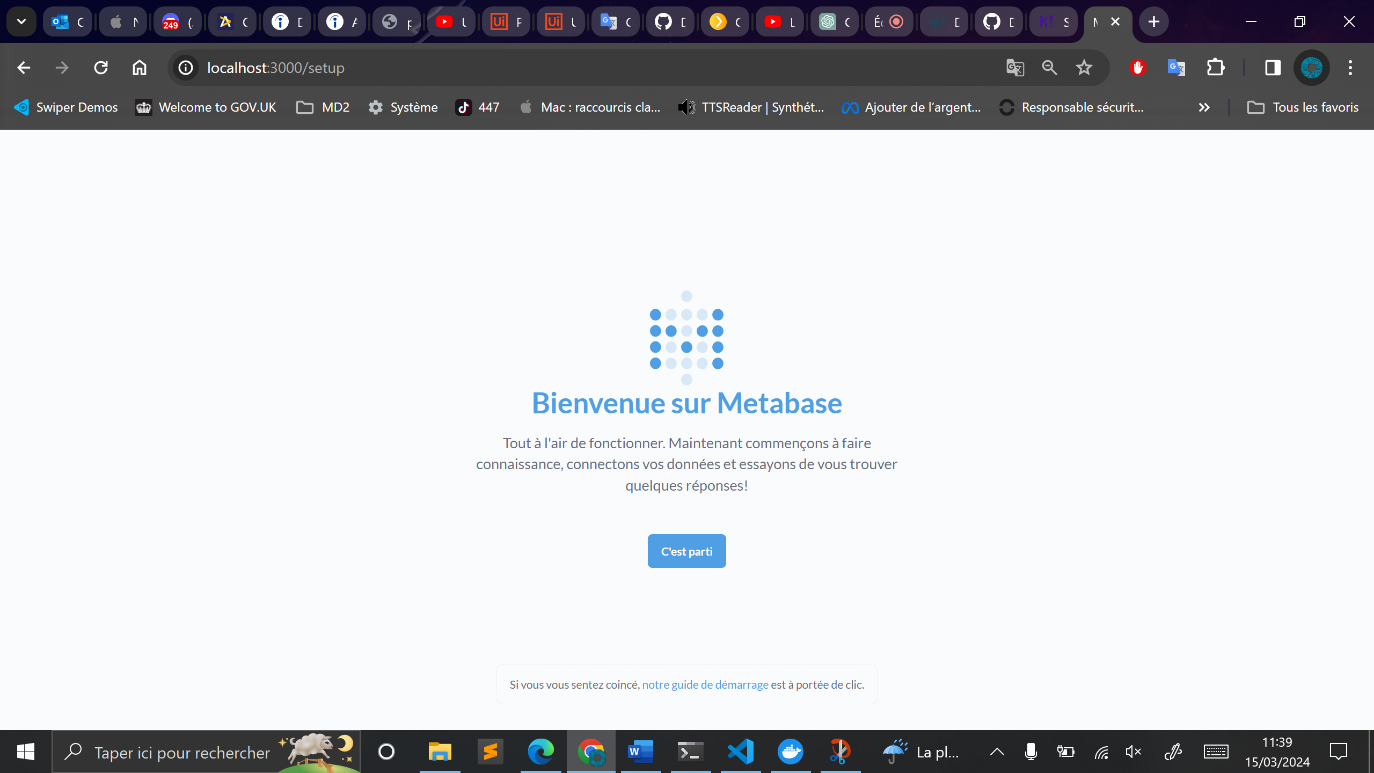 localhost:3000/setup
Swiper Demos
Welcome to GOV.UK
MD2
Système
447
Mac : raccourcis cla...
TTSReader | Synthét...
Ajouter de l'argent...
Responsable sécurit...
Tous les favoris
Bienvenue sur Metabase
Tout à l'air de fonctionner. Maintenant commençons à faire
connaissance, connectons vos données et essayons de vous trouver
quelques réponses!
C'est parti
Si vous vous sentez coincé, notre guide de démarrage est à portée de clic.
Taper ici pour rechercher
La pl...
11:39
15/03/2024